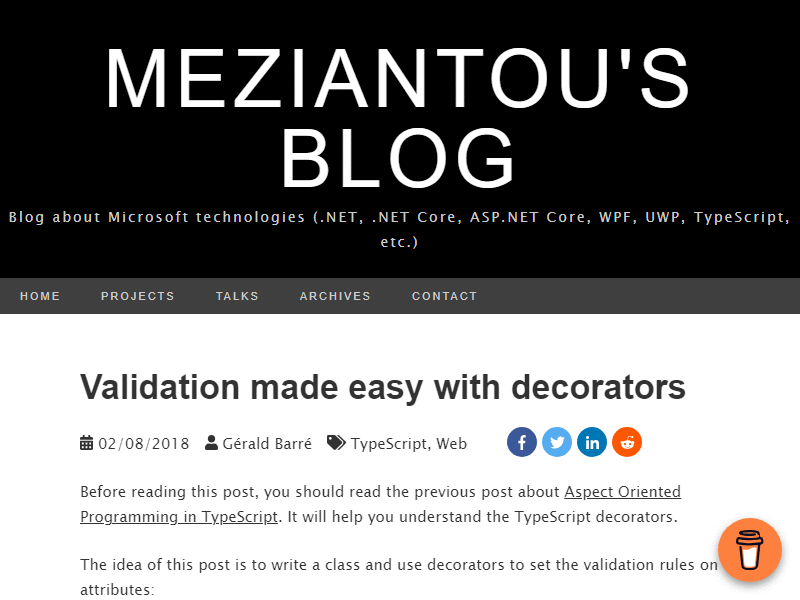 MEZIANTOU'S
BLOG
Blog about Microsoft technologies (.NET, .NET Core, ASP.NET Core, WPF, UWP, TypeScript,
etc.)
HOME PROJECTS TALKS ARCHIVES CONTACT
Validation made easy with decorators
02/08/2018 Gérald Barré TypeScript, Web
Before reading this post, you should read the previous post about Aspect Oriented
Programming in TypeScript. It will help you understand the TypeScript decorators.
The idea of this post is to write a class and use decorators to set the validation rules on
attributes: